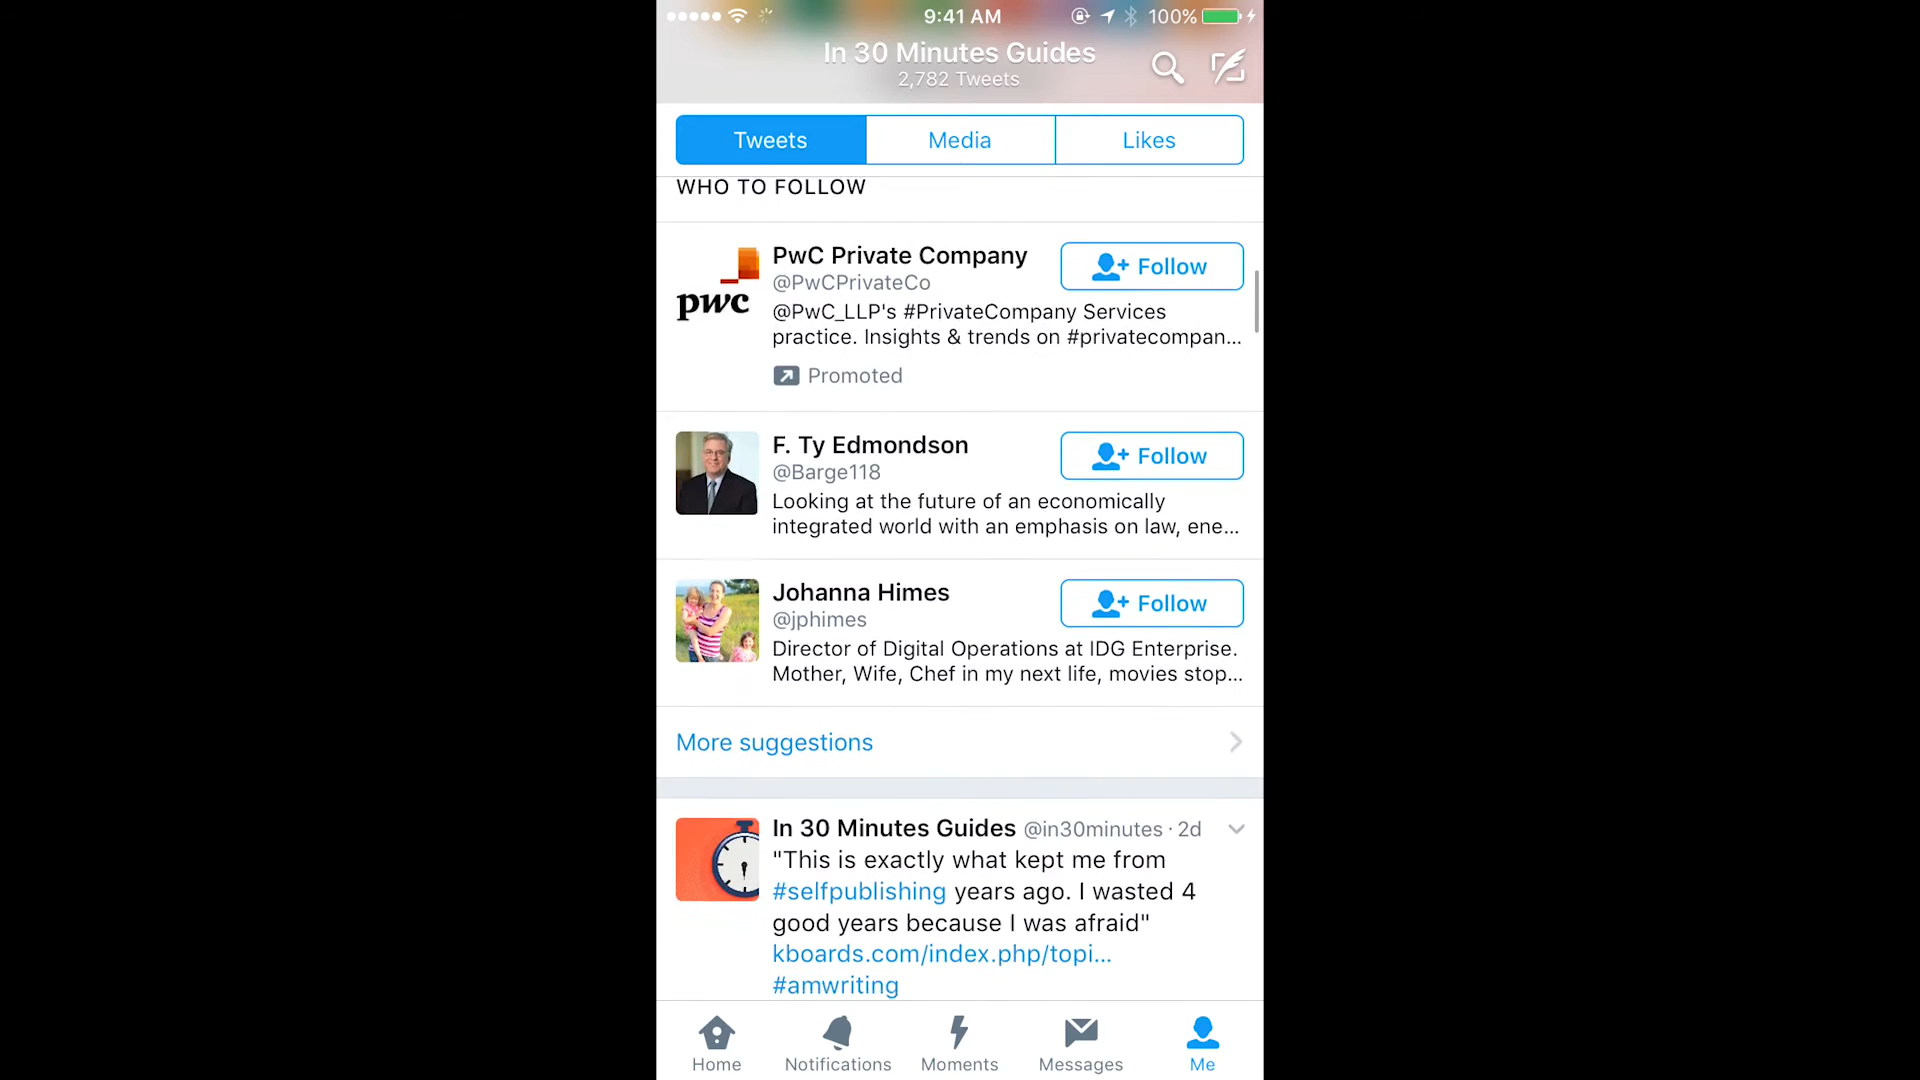 9:41 AM
100%
In 30 Minutes Guides
2,782 Tweets
Tweets
Media
Likes
WHO TO FOLLOW
pwc
PwC Private Company
Follow
@PwCPrivateCo
@PwC_LLP's #PrivateCompany Services
practice. Insights & trends on #privatecompan...
Promoted
F. Ty Edmondson
Follow
@Barge118
Looking at the future of an economically
integrated world with an emphasis on law, ene...
Johanna Himes
Follow
@jphimes
Director of Digital Operations at IDG Enterprise.
Mother, Wife, Chef in my next life, movies stop...
More suggestions
In 30 Minutes Guides @in30minutes · 2d
"This is exactly what kept me from
#selfpublishing years ago. I wasted 4
good years because I was afraid"
kboards.com/index.php/topi...
#amwriting
Home
Notifications
Moments
Messages
Me